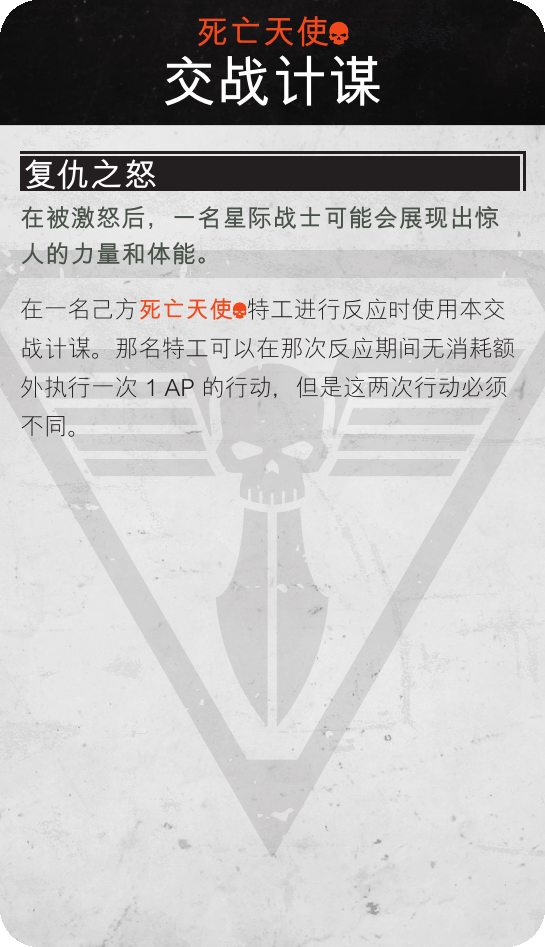 死亡天使
交战计谋
复仇之怒
在被激怒后，一名星际战士可能会展现出惊
人的力量和体能。
在一名己方死亡天使特工进行反应时使用本交
战计谋。那名特工可以在那次反应期间无消耗额
外执行一次 1 AP 的行动，但是这两次行动必须
不同。